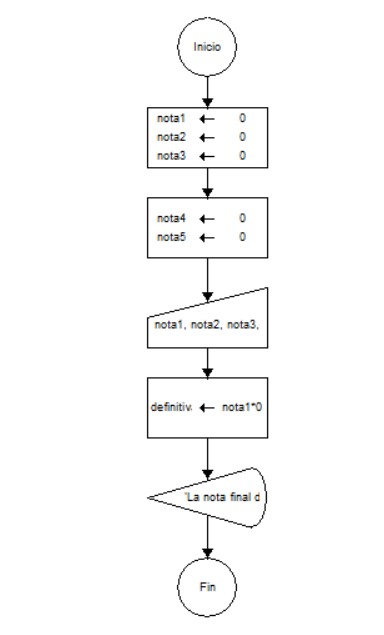 Inicio
nota1 ← 0
nota2 ← 0
nota3 ← 0
nota4 ← 0
nota5 ← 0
nota1, nota2, nota3,
definitiv ← nota1*0
'La nota final d
Fin